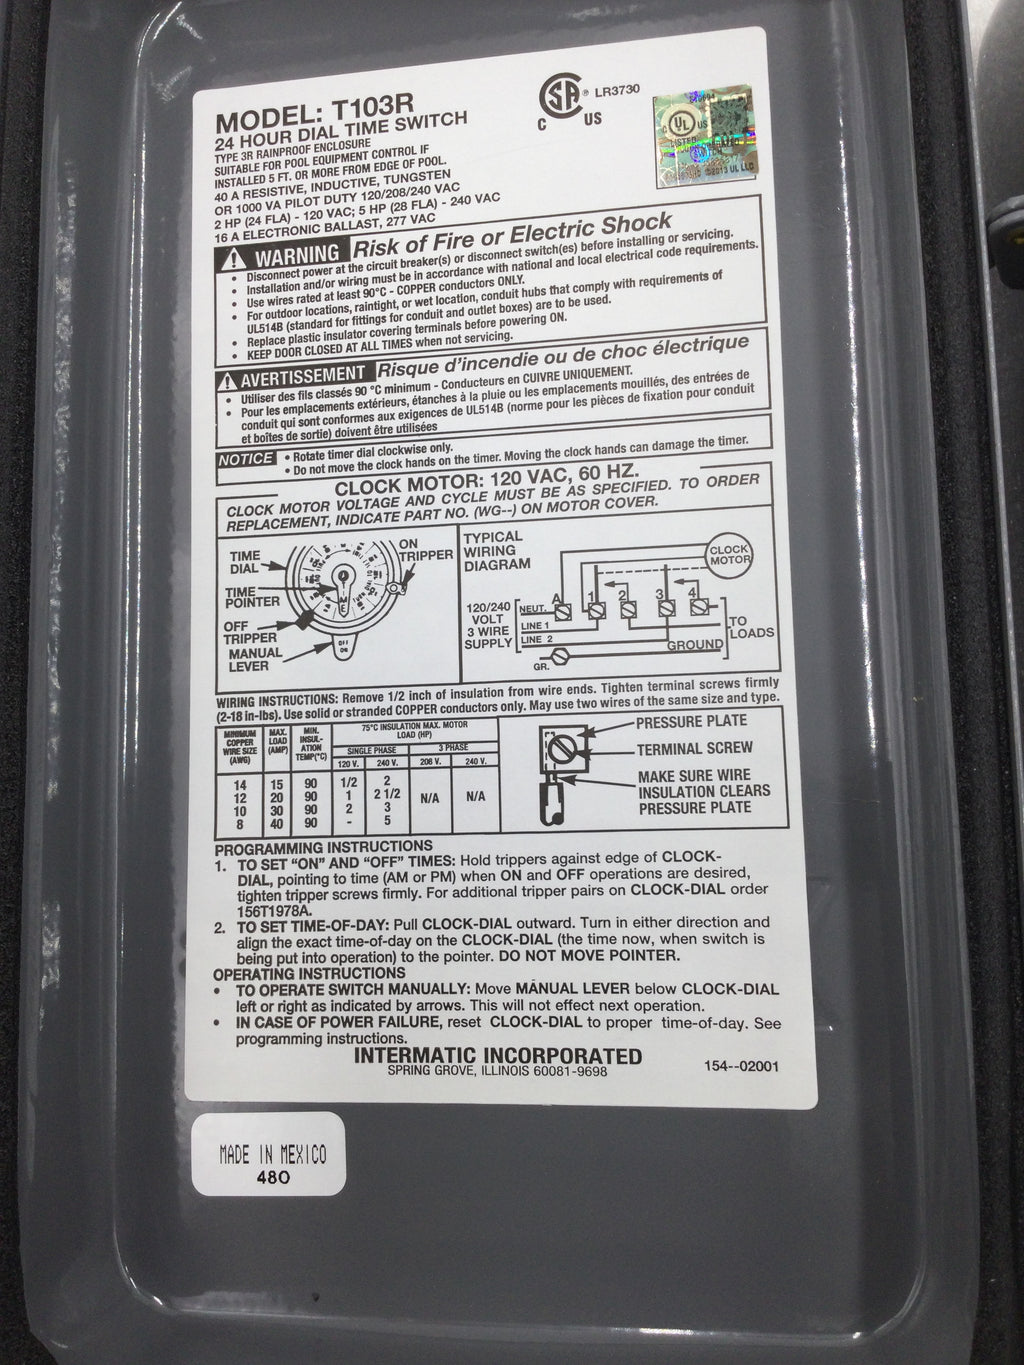 MODEL: T103R
24 HOUR DIAL TIME SWITCH
TYPE 3R RAINPROOF ENCLOSURE
SUITABLE FOR POOL EQUIPMENT CONTROL IF
INSTALLED 5 FT. OR MORE FROM EDGE OF POOL.
40 A RESISTIVE, INDUCTIVE, TUNGSTEN
OR 1000 VA PILOT DUTY 120/208/240 VAC
2 HP (24 FLA) - 120 VAC; 5 HP (28 FLA) - 240 VAC
16 A ELECTRONIC BALLAST, 277 VAC
C SA ® US LR3730
C UL US
LISTED
WARNING Risk of Fire or Electric Shock
• Disconnect power at the circuit breaker(s) or disconnect switch(es) before installing or servicing.
• Installation and/or wiring must be in accordance with national and local electrical code requirements.
• Use wires rated at least 90°C - COPPER conductors ONLY.
• For outdoor locations, raintight, or wet location, conduit hubs that comply with requirements of
UL514B (standard for fittings for conduit and outlet boxes) are to be used.
• Replace plastic insulator covering terminals before powering ON.
• KEEP DOOR CLOSED AT ALL TIMES when not servicing.
AVERTISSEMENT Risque d'incendie ou de choc électrique
• Utiliser des fils classés 90 °C minimum - Conducteurs en CUIVRE UNIQUEMENT.
• Pour les emplacements extérieurs, étanches à la pluie ou les emplacements mouillés, des entrées de
conduit qui sont conformes aux exigences de UL514B (norme pour les pièces de fixation pour conduit
et boîtes de sortie) doivent être utilisées
NOTICE • Rotate timer dial clockwise only.
• Do not move the clock hands on the timer. Moving the clock hands can damage the timer.
CLOCK MOTOR: 120 VAC, 60 HZ.
CLOCK MOTOR VOLTAGE AND CYCLE MUST BE AS SPECIFIED. TO ORDER
REPLACEMENT, INDICATE PART NO. (WG--) ON MOTOR COVER.
TIME
DIAL
TIME
POINTER
OFF
TRIPPER
MANUAL
LEVER
ON
TRIPPER
OFF
ON
TYPICAL
WIRING
DIAGRAM
CLOCK
MOTOR
120/240
VOLT
3 WIRE
SUPPLY
NEUT.
LINE 1
LINE 2
GR.
A 1 2 3 4
TO
LOADS
GROUND
WIRING INSTRUCTIONS: Remove 1/2 inch of insulation from wire ends. Tighten terminal screws firmly
(2-18 in-lbs). Use solid or stranded COPPER conductors only. May use two wires of the same size and type.
MINIMUM
COPPER
WIRE SIZE
(AWG)
MAX.
LOAD
(AMP)
MIN.
INSUL-
ATION
TEMP(°C)
75°C INSULATION MAX. MOTOR
LOAD (HP)
SINGLE PHASE 3 PHASE
120 V. 240 V. 208 V. 240 V.
14 15 90 1/2 2
12 20 90 1 2 1/2 N/A N/A
10 30 90 2 3
8 40 90 - 5
PRESSURE PLATE
TERMINAL SCREW
MAKE SURE WIRE
INSULATION CLEARS
PRESSURE PLATE
PROGRAMMING INSTRUCTIONS
1. TO SET "ON" AND "OFF" TIMES: Hold trippers against edge of CLOCK-
DIAL, pointing to time (AM or PM) when ON and OFF operations are desired,
tighten tripper screws firmly. For additional tripper pairs on CLOCK-DIAL order
156T1978A.
2. TO SET TIME-OF-DAY: Pull CLOCK-DIAL outward. Turn in either direction and
align the exact time-of-day on the CLOCK-DIAL (the time now, when switch is
being put into operation) to the pointer. DO NOT MOVE POINTER.
OPERATING INSTRUCTIONS
• TO OPERATE SWITCH MANUALLY: Move MANUAL LEVER below CLOCK-DIAL
left or right as indicated by arrows. This will not effect next operation.
• IN CASE OF POWER FAILURE, reset CLOCK-DIAL to proper time-of-day. See
programming instructions.
INTERMATIC INCORPORATED
SPRING GROVE, ILLINOIS 60081-9698
154--02001
MADE IN MEXICO
480